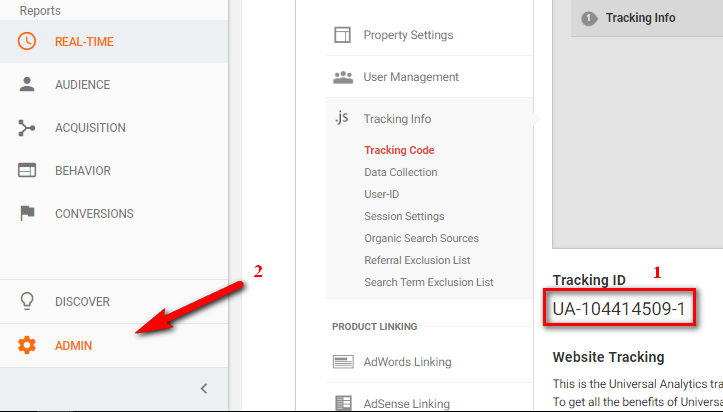 Reports
REAL-TIME
AUDIENCE
ACQUISITION
BEHAVIOR
CONVERSIONS
2
DISCOVER
ADMIN
Property Settings
User Management
.js Tracking Info
Tracking Code
Data Collection
User-ID
Session Settings
Organic Search Sources
Referral Exclusion List
Search Term Exclusion List
PRODUCT LINKING
AdWords Linking
AdSense Linking
1 Tracking Info
Tracking ID
1
UA-104414509-1
Website Tracking
This is the Universal Analytics tra
To get all the benefits of Univers